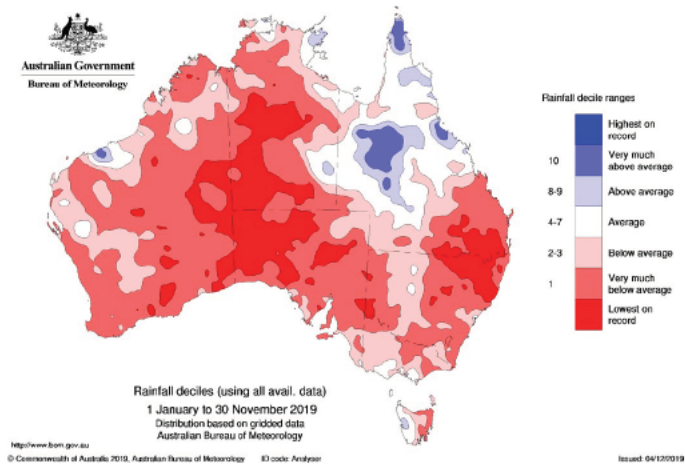 Australian Government
Bureau of Meteorology
Rainfall decile ranges
Highest on
record
10
Very much
above average
8-9
Above average
4-7
Average
2-3
Below average
1
Very much
below average
Lowest on
record
Rainfall deciles (using all avail. data)
1 January to 30 November 2019
Distribution based on gridded data
Australian Bureau of Meteorology
http://www.bom.gov.au
© Commonwealth of Australia 2019, Australian Bureau of Meteorology
ID code: Analyser
Issued: 04/12/2019